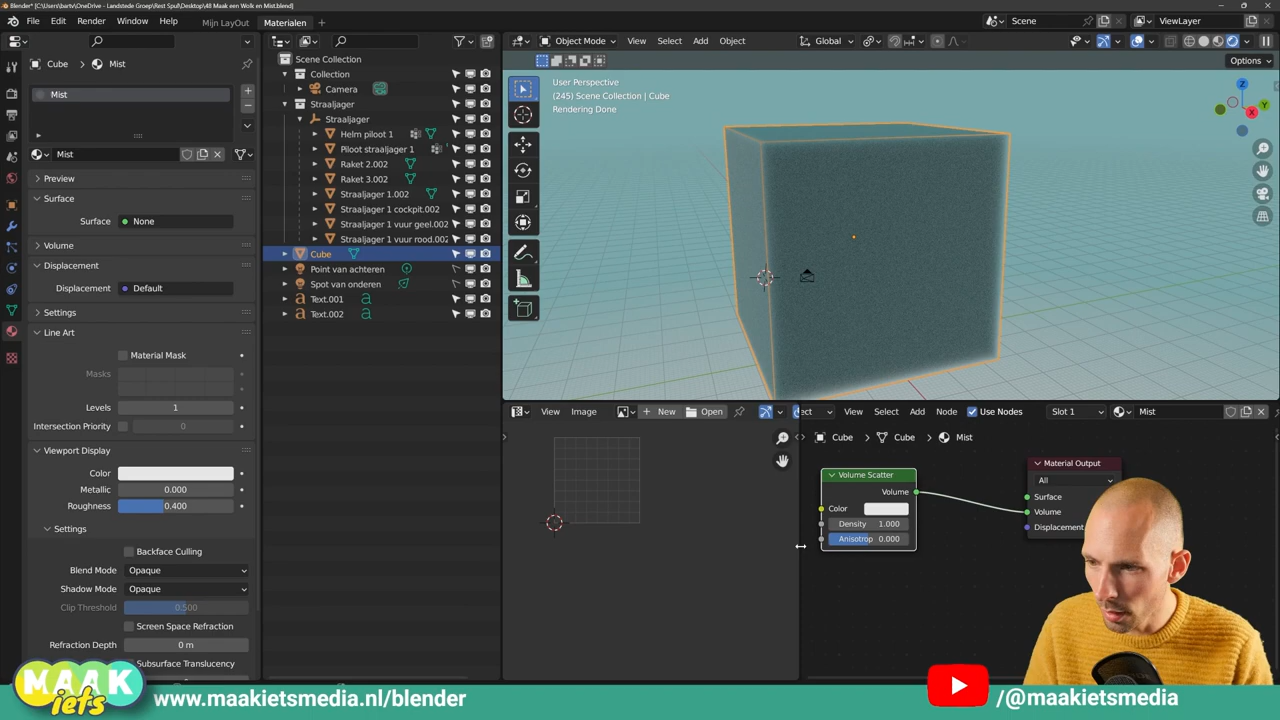 Blender* [C:\Users\bartv\OneDrive - Landstede Groep\Rest Spul\Desktop\48 Maak een Wolk en Mist.blend]
File Edit Render Window Help Mijn LayOut Materialen Scene ViewLayer
Object Mode View Select Add Object Global
Options
Cube Mist
Mist
Mist
Preview
Surface
Surface None
Volume
Displacement
Displacement Default
Settings
Line Art
Material Mask
Masks
Levels 1
Intersection Priority 0
Viewport Display
Color
Metallic 0.000
Roughness 0.400
Settings
Backface Culling
Blend Mode Opaque
Shadow Mode Opaque
Clip Threshold 0.500
Screen Space Refraction
Refraction Depth 0 m
Subsurface Translucency
Scene Collection
Collection
Camera
Straaljager
Straaljager
Helm piloot 1
Piloot straaljager 1
Raket 2.002
Raket 3.002
Straaljager 1.002
Straaljager 1 cockpit.002
Straaljager 1 vuur geel.002
Straaljager 1 vuur rood.002
Cube
Point van achteren
Spot van onderen
Text.001
Text.002
User Perspective
(245) Scene Collection | Cube
Rendering Done
Z
Y
X
View Image New Open
ect View Select Add Node Use Nodes Slot 1 Mist
Cube Cube Mist
Volume Scatter
Volume
Color
Density 1.000
Anisotrop 0.000
Material Output
All
Surface
Volume
Displacement
MAAK
iets
www.maakietsmedia.nl/blender
/@maakietsmedia